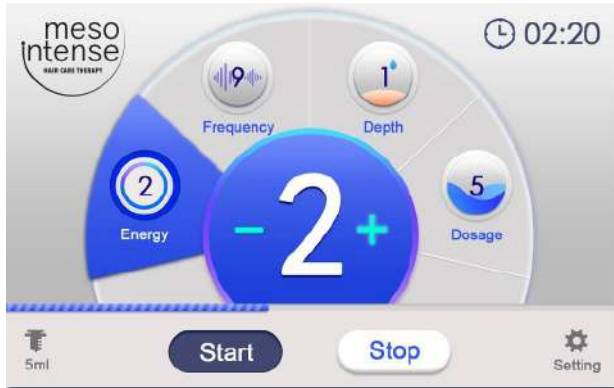 meso
intense
HAIR CARE THERAPY
02:20
9
Frequency
1
Depth
2
Energy
5
Dosage
- 2 +
5ml
Start
Stop
Setting